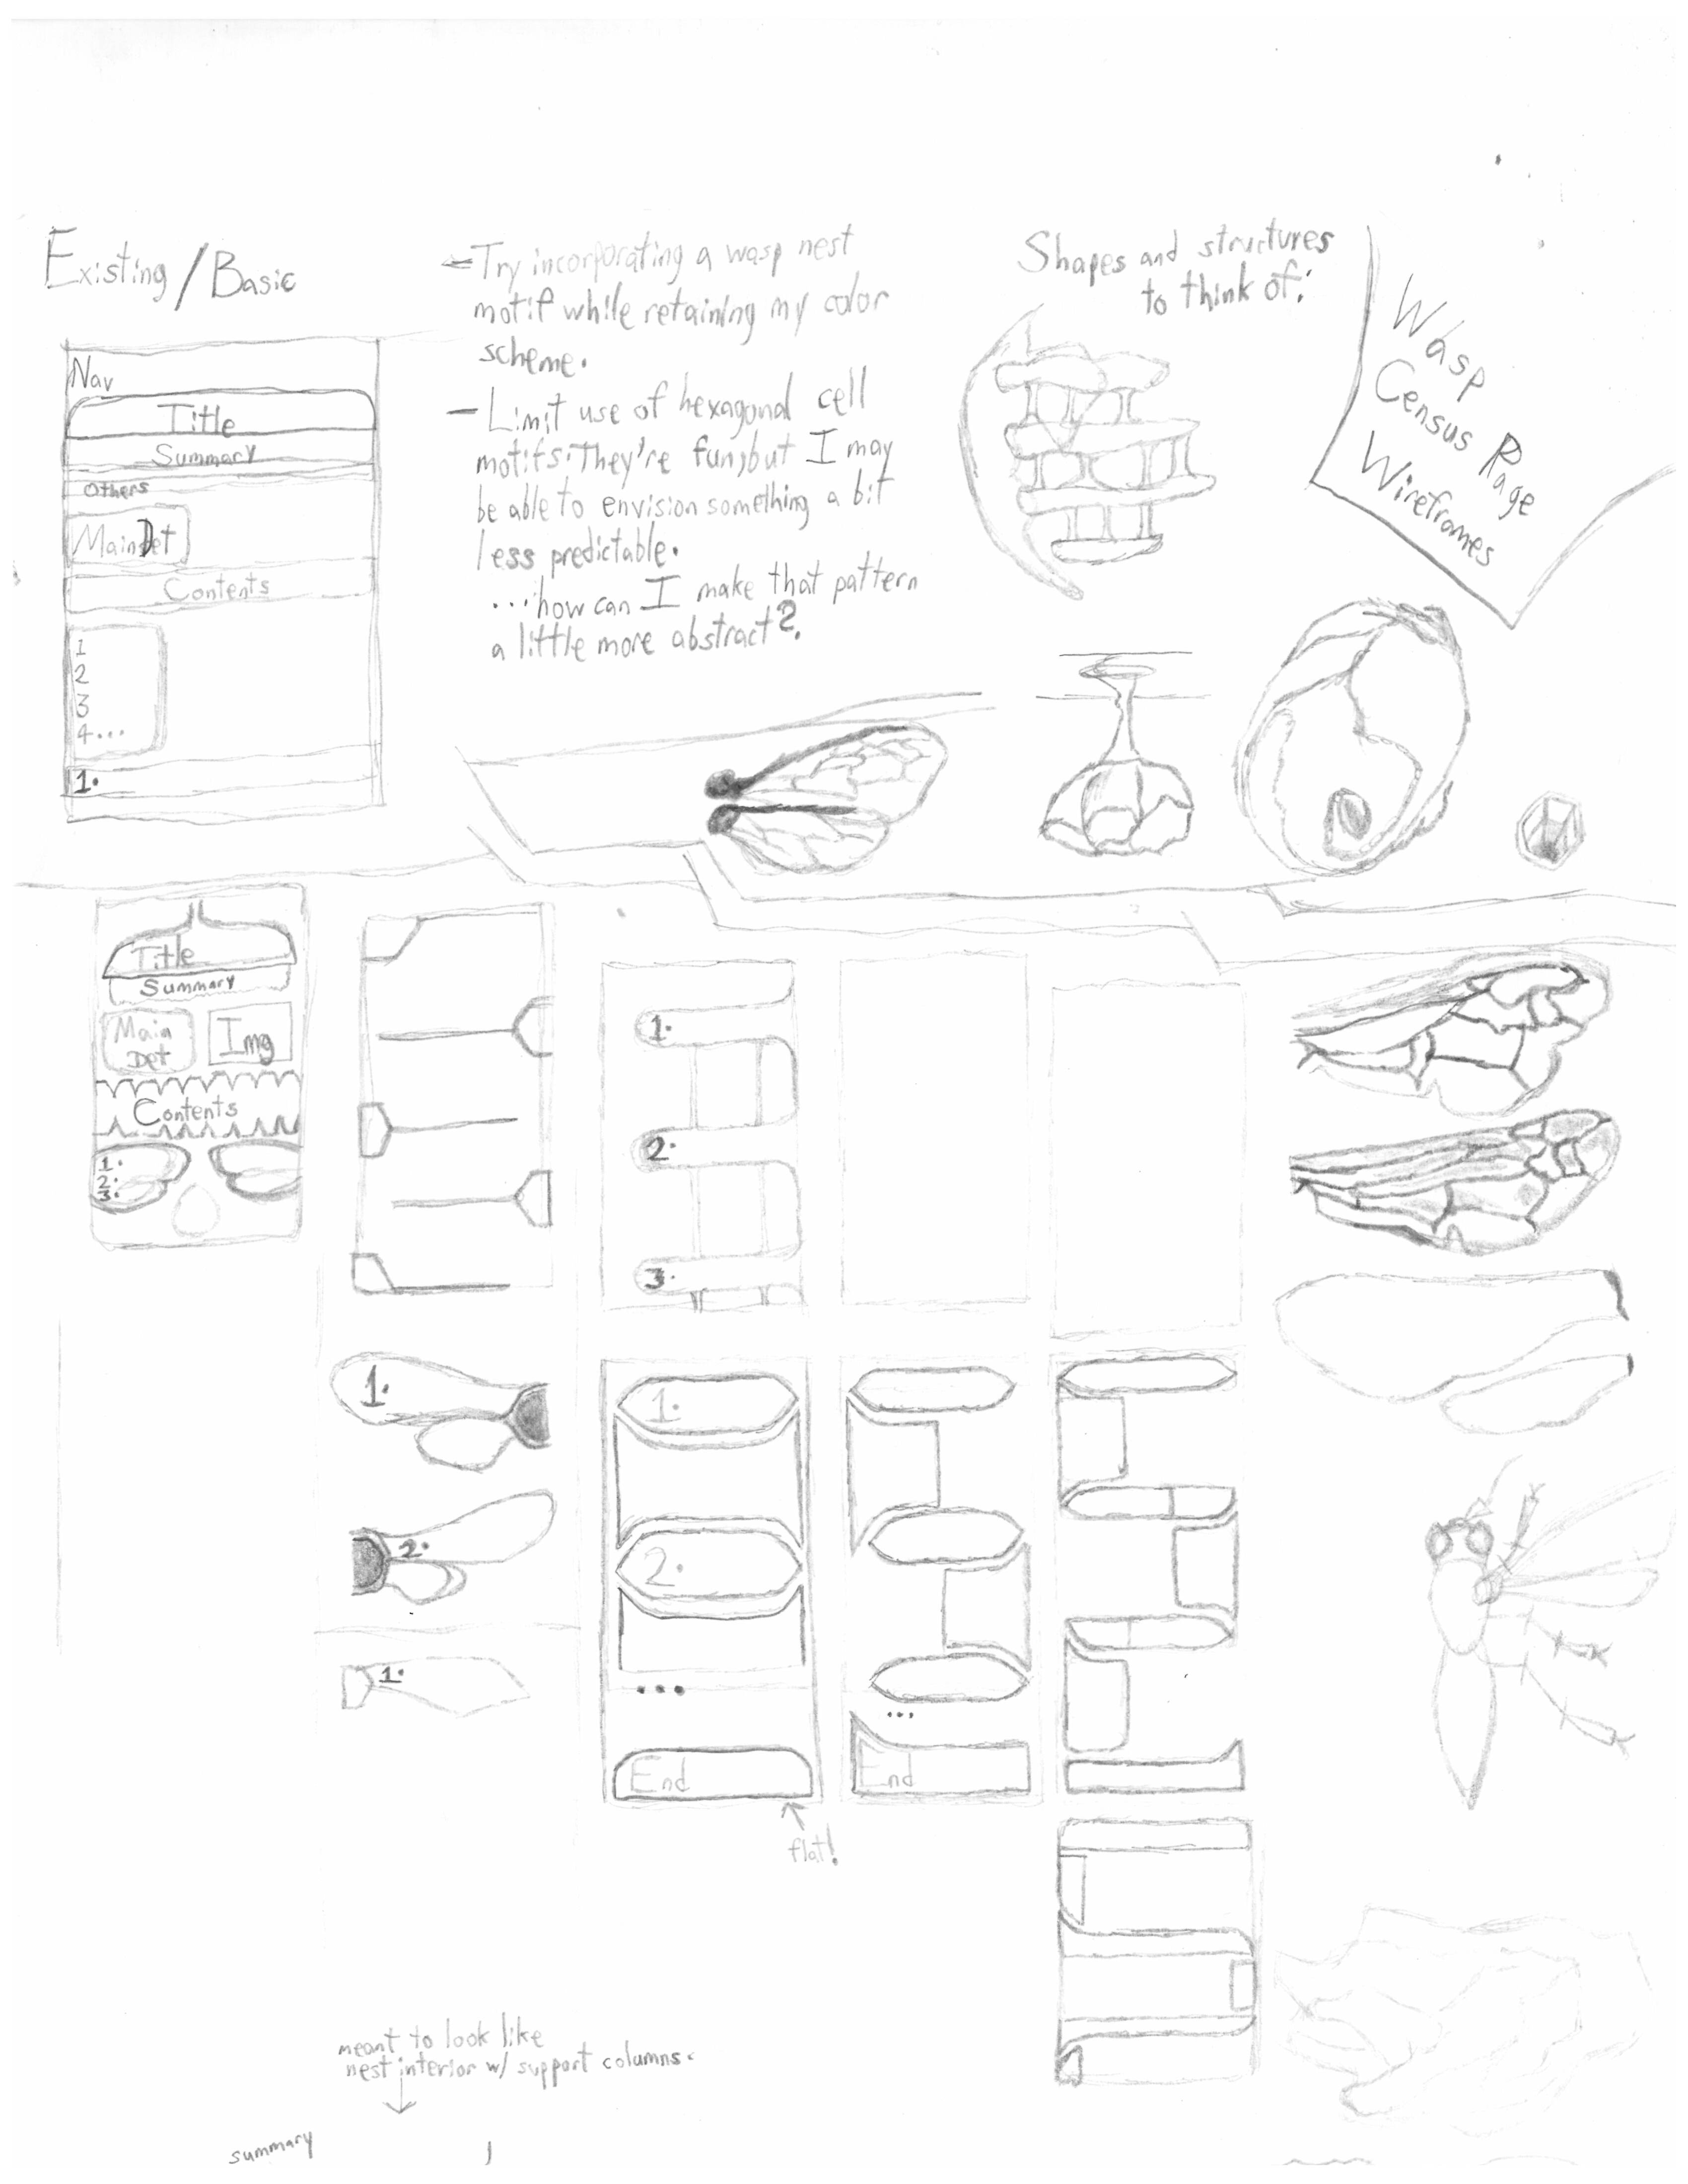 Existing/Basic
Nav
Title
Summary
Others
MainDet
Contents
1
2
3
4...
1.
- Try incorporating a wasp nest
motif while retaining my color
scheme.
- Limit use of hexagonal cell
motifs. They're fun, but I may
be able to envision something a bit
less predictable.
...how can I make that pattern
a little more abstract?
Shapes and structures
to think of:
Wasp
Census Page
Wireframes
Title
Summary
Main
Det
Img
Contents
1.
2.
3.
1.
2.
3.
1.
2.
1.
1.
2.
...
End
flat!
...
End
meant to look like
nest interior w/ support columns.
summary